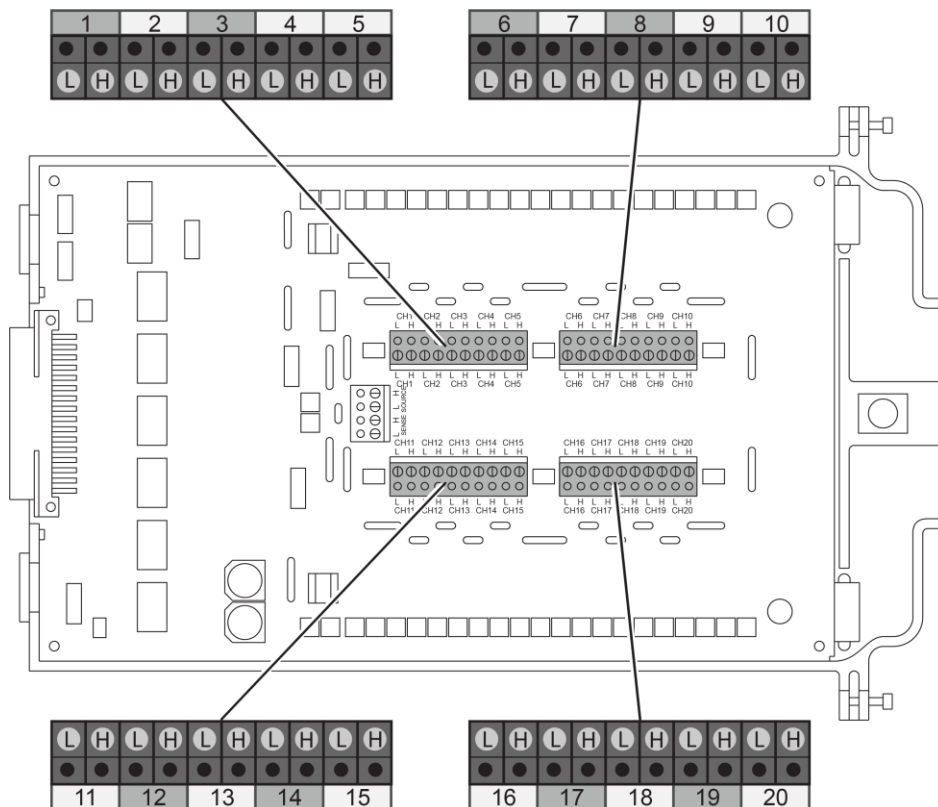 1 2 3 4 5
L H L H L H L H L H
6 7 8 9 10
L H L H L H L H L H
CH1 CH2 CH3 CH4 CH5
L H L H L H L H L H
L H L H L H L H L H
CH1 CH2 CH3 CH4 CH5
CH6 CH7 CH8 CH9 CH10
L H L H L H L H L H
L H L H L H L H L H
CH6 CH7 CH8 CH9 CH10
L H L H
SENSE SOURCE
CH11 CH12 CH13 CH14 CH15
L H L H L H L H L H
L H L H L H L H L H
CH11 CH12 CH13 CH14 CH15
CH16 CH17 CH18 CH19 CH20
L H L H L H L H L H
L H L H L H L H L H
CH16 CH17 CH18 CH19 CH20
L H L H L H L H L H
11 12 13 14 15
L H L H L H L H L H
16 17 18 19 20